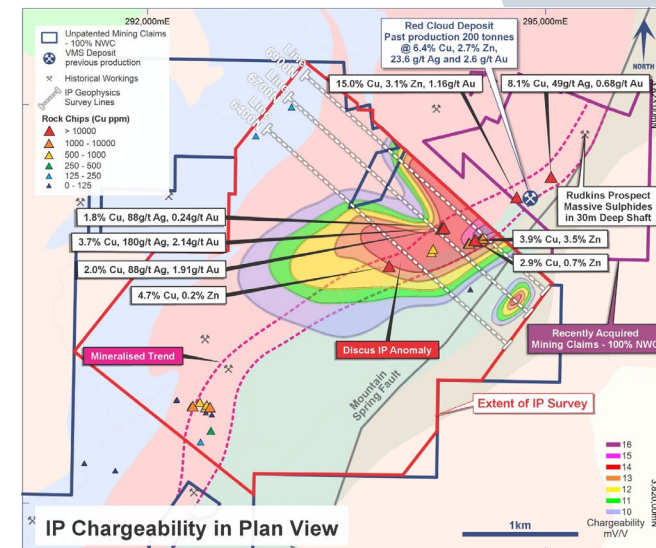 292,000mE
295,000mE
Unpatented Mining Claims
- 100% NWC
VMS Deposit
previous production
Historical Workings
IP Geophysics
Survey Lines
Rock Chips (Cu ppm)
> 10000
1000 - 10000
500 - 1000
250 - 500
125 - 250
0 - 125
Line
6900N
Line
6700N
Line
6400N
Red Cloud Deposit
Past production 200 tonnes
@ 6.4% Cu, 2.7% Zn,
23.6 g/t Ag and 2.6 g/t Au
NORTH
15.0% Cu, 3.1% Zn, 1.16g/t Au
8.1% Cu, 49g/t Ag, 0.68g/t Au
Rudkins Prospect
Massive Sulphides
in 30m Deep Shaft
1.8% Cu, 88g/t Ag, 0.24g/t Au
3.7% Cu, 180g/t Ag, 2.14g/t Au
2.0% Cu, 88g/t Ag, 1.91g/t Au
4.7% Cu, 0.2% Zn
3.9% Cu, 3.5% Zn
2.9% Cu, 0.7% Zn
Recently Acquired
Mining Claims - 100% NWC
Mineralised Trend
Discus IP Anomaly
Mountain
Spring Fault
Extent of IP Survey
16
15
14
13
12
11
10
Chargeability
mV/V
1km
IP Chargeability in Plan View